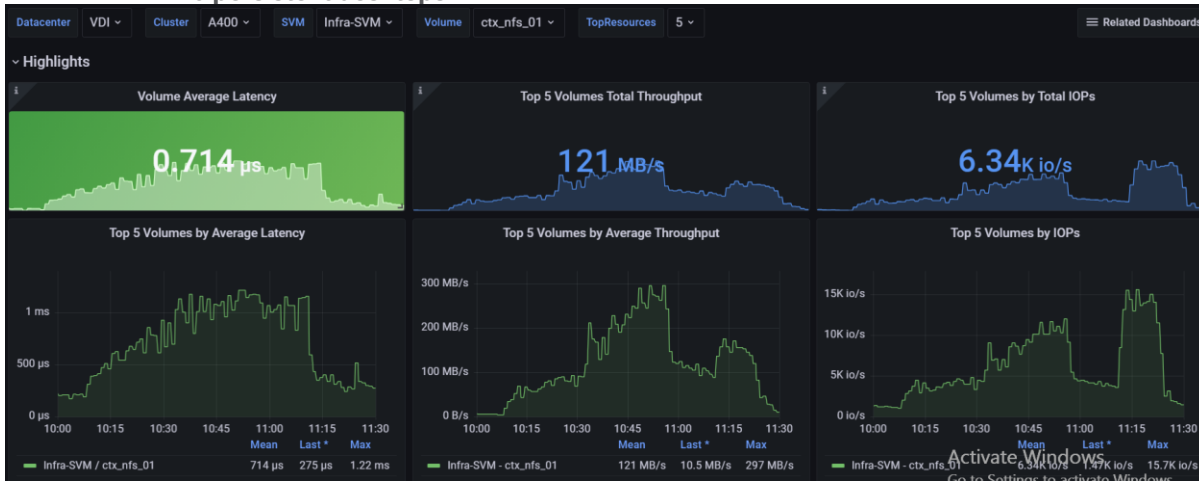 Datacenter VDI Cluster A400 SVM Infra-SVM Volume ctx_nfs_01 TopResources 5 Related Dashboards
Highlights
Volume Average Latency
0.714 µs
Top 5 Volumes Total Throughput
121 MB/s
Top 5 Volumes by Total IOPs
6.34K io/s
Top 5 Volumes by Average Latency
1 ms
500 µs
0 µs
10:00 10:15 10:30 10:45 11:00 11:15 11:30
Mean Last * Max
Infra-SVM / ctx_nfs_01 714 µs 275 µs 1.22 ms
Top 5 Volumes by Average Throughput
300 MB/s
200 MB/s
100 MB/s
0 B/s
10:00 10:15 10:30 10:45 11:00 11:15 11:30
Mean Last * Max
Infra-SVM - ctx_nfs_01 121 MB/s 10.5 MB/s 297 MB/s
Top 5 Volumes by IOPs
15K io/s
10K io/s
5K io/s
0 io/s
10:00 10:15 10:30 10:45 11:00 11:15 11:30
Mean Last * Max
Infra-SVM - ctx_nfs_01 6.34K io/s 1.47K io/s 15.7K io/s
Activate Windows
Go to Settings to activate Windows.